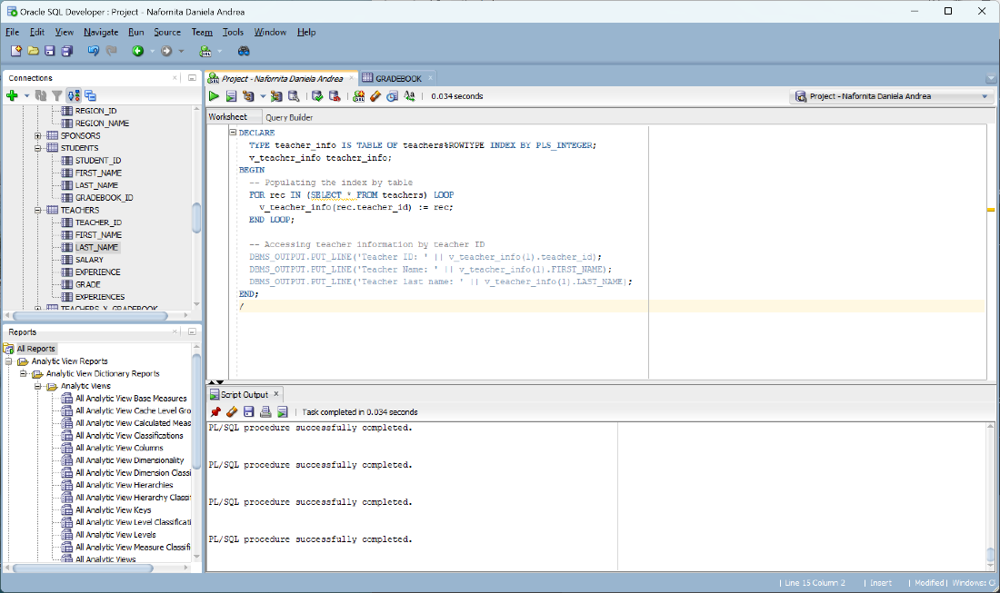 Oracle SQL Developer : Project - Nafornita Daniela Andrea
File Edit View Navigate Run Source Team Tools Window Help
Connections
REGION_ID
REGION_NAME
SPONSORS
STUDENTS
STUDENT_ID
FIRST_NAME
LAST_NAME
GRADEBOOK_ID
TEACHERS
TEACHER_ID
FIRST_NAME
LAST_NAME
SALARY
EXPERIENCE
GRADE
EXPERIENCES
TEACHERS_X_GRADEBOOK
Reports
All Reports
Analytic View Reports
Analytic View Dictionary Reports
Analytic Views
All Analytic View Base Measures
All Analytic View Cache Level Gro
All Analytic View Calculated Meas
All Analytic View Classifications
All Analytic View Columns
All Analytic View Dimensionality
All Analytic View Dimension Classi
All Analytic View Hierarchies
All Analytic View Hierarchy Classif
All Analytic View Keys
All Analytic View Level Classificati
All Analytic View Levels
All Analytic View Measure Classifi
All Analytic Views
Project - Nafornita Daniela Andrea
GRADEBOOK
0.034 seconds
Project - Nafornita Daniela Andrea
Worksheet Query Builder
DECLARE
TYPE teacher_info IS TABLE OF teachers%ROWTYPE INDEX BY PLS_INTEGER;
v_teacher_info teacher_info;
BEGIN
-- Populating the index by table
FOR rec IN (SELECT * FROM teachers) LOOP
v_teacher_info(rec.teacher_id) := rec;
END LOOP;
-- Accessing teacher information by teacher ID
DBMS_OUTPUT.PUT_LINE('Teacher ID: ' || v_teacher_info(1).teacher_id);
DBMS_OUTPUT.PUT_LINE('Teacher Name: ' || v_teacher_info(1).FIRST_NAME);
DBMS_OUTPUT.PUT_LINE('Teacher last name: ' || v_teacher_info(1).LAST_NAME);
END;
/
Script Output
Task completed in 0.034 seconds
PL/SQL procedure successfully completed.
PL/SQL procedure successfully completed.
PL/SQL procedure successfully completed.
PL/SQL procedure successfully completed.
Line 15 Column 2 | Insert | Modified | Windows: C